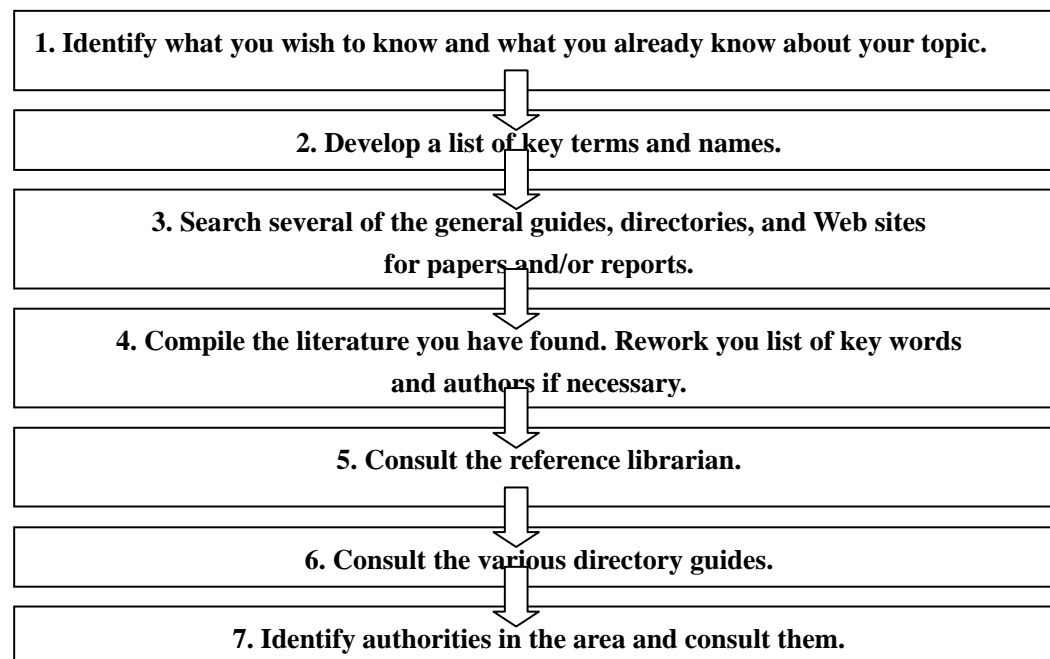 1. Identify what you wish to know and what you already know about your topic.
2. Develop a list of key terms and names.
3. Search several of the general guides, directories, and Web sites
for papers and/or reports.
4. Compile the literature you have found. Rework you list of key words
and authors if necessary.
5. Consult the reference librarian.
6. Consult the various directory guides.
7. Identify authorities in the area and consult them.